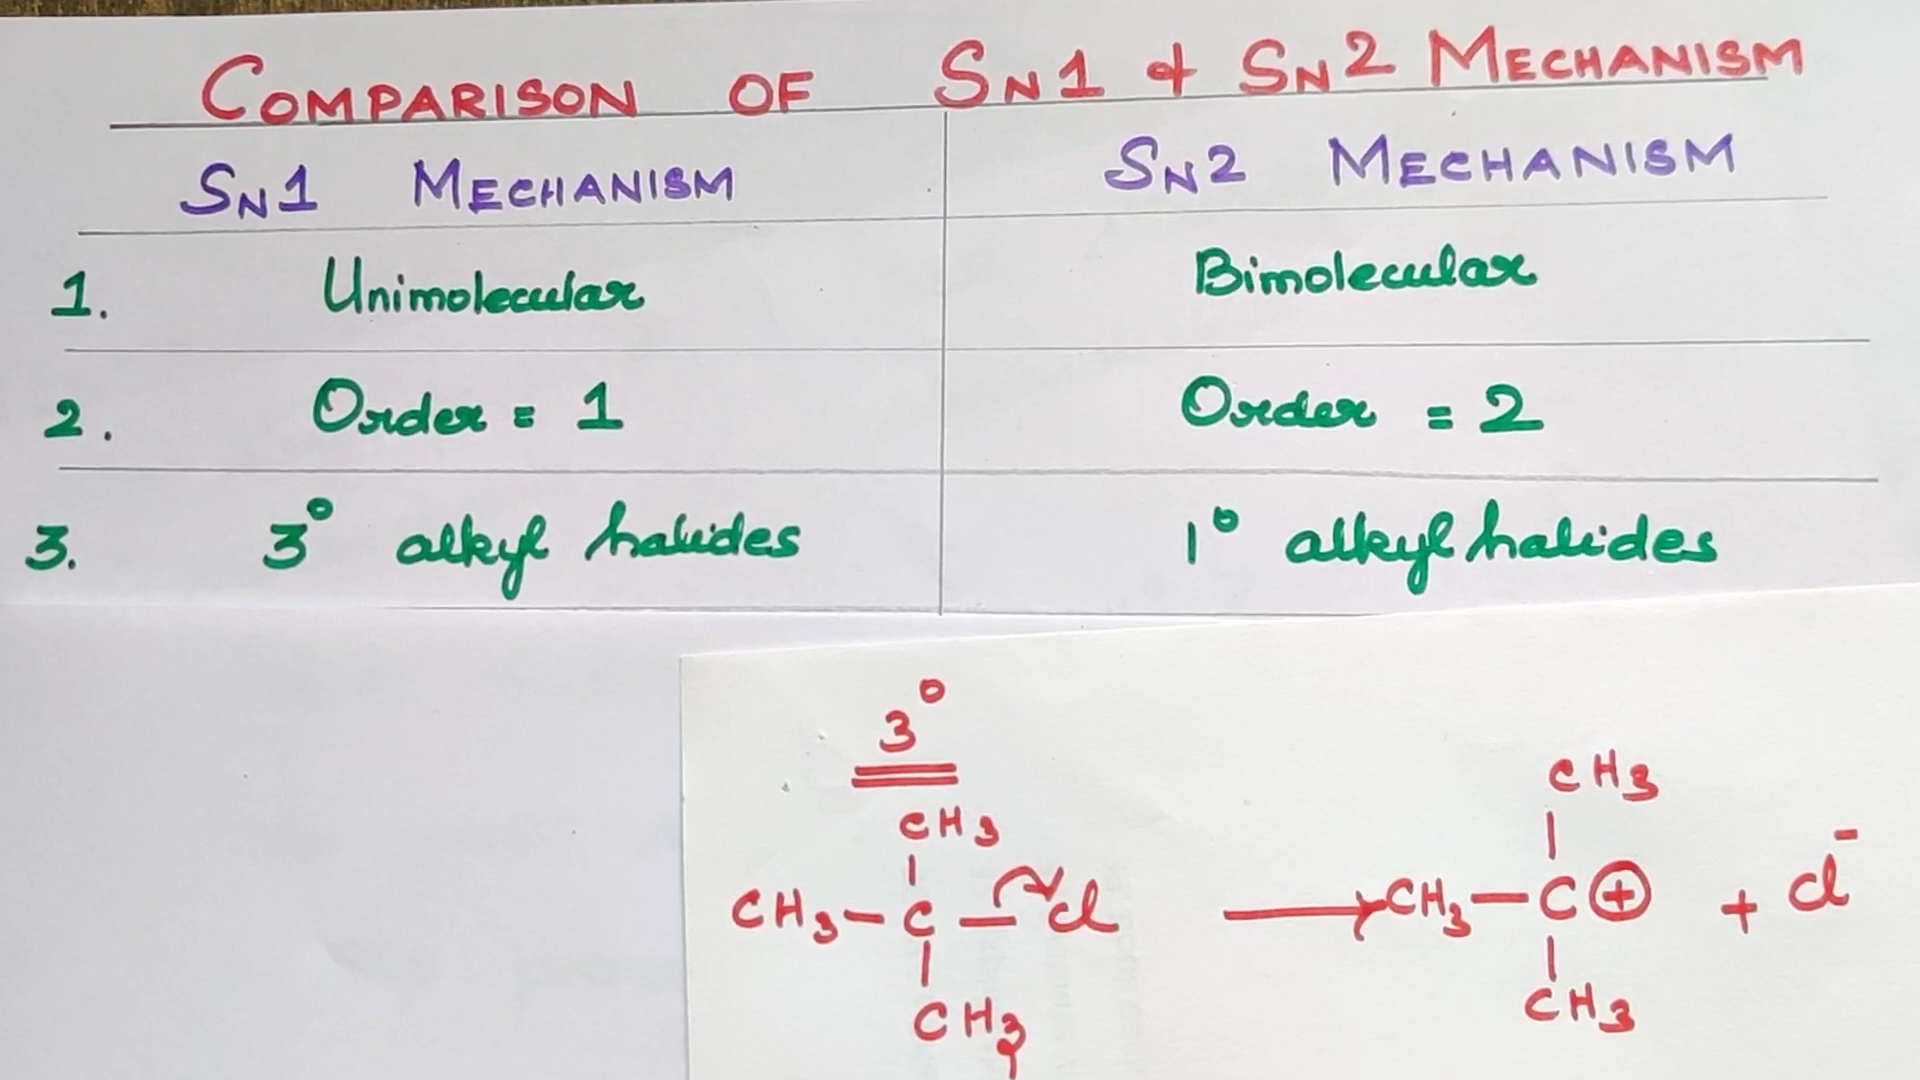 COMPARISON OF SN1 & SN2 MECHANISM
SN1 MECHANISM SN2 MECHANISM
1. Unimolecular Bimolecular
2. Order = 1 Order = 2
3. 3° alkyl halides 1° alkyl halides
3°
CH3 CH3
CH3-C-Cl → CH3-C⊕ + Cl⁻
CH3 CH3